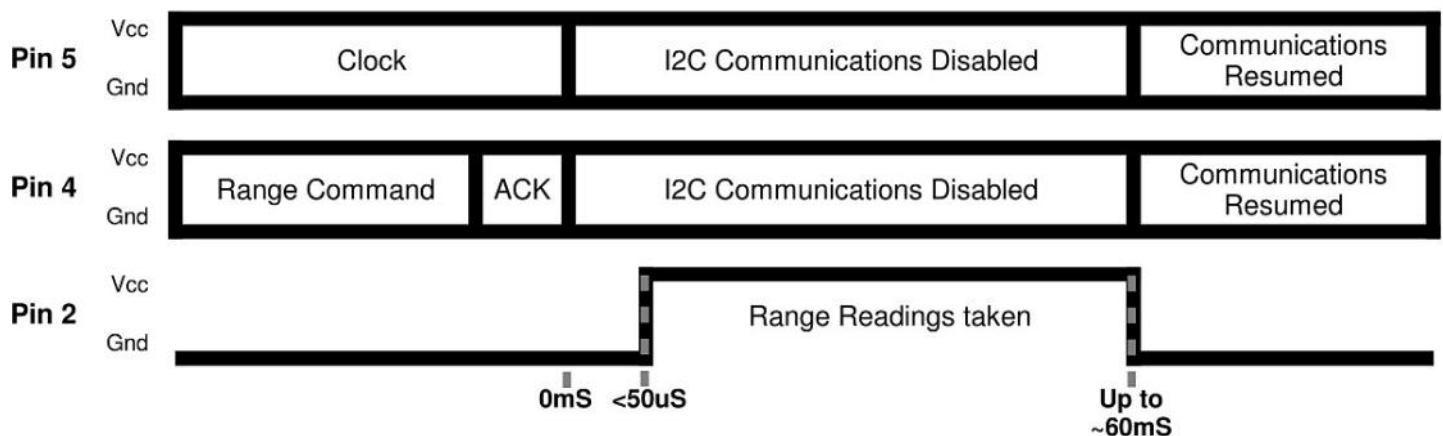 Vcc
Pin 5
Gnd
Clock
I2C Communications Disabled
Communications
Resumed
Vcc
Pin 4
Gnd
Range Command
ACK
I2C Communications Disabled
Communications
Resumed
Vcc
Pin 2
Gnd
Range Readings taken
0mS
<50uS
Up to
~60mS